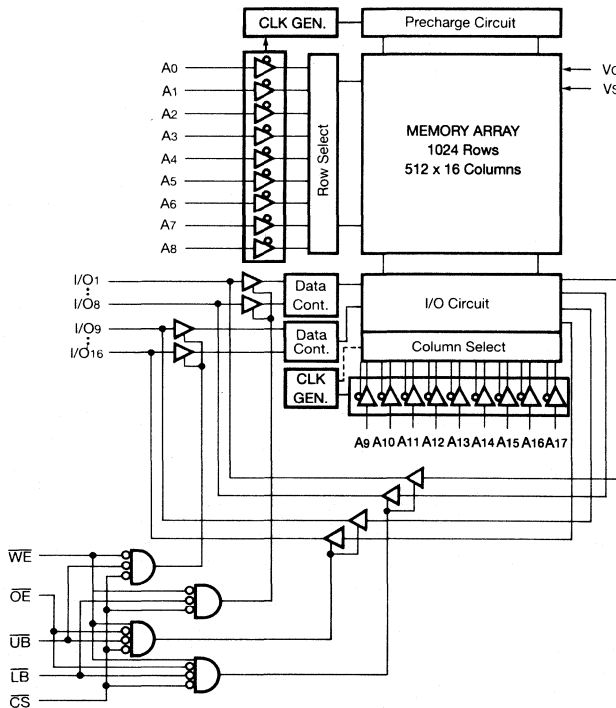 CLK GEN.
Precharge Circuit
A0
A1
A2
A3
A4
A5
A6
A7
A8
Row Select
MEMORY ARRAY
1024 Rows
512 x 16 Columns
I/O1
I/O8
I/O9
I/O16
Data
Cont.
Data
Cont.
I/O Circuit
Column Select
CLK
GEN.
A9 A10 A11 A12 A13 A14 A15 A16 A17
WE
OE
UB
LB
CS